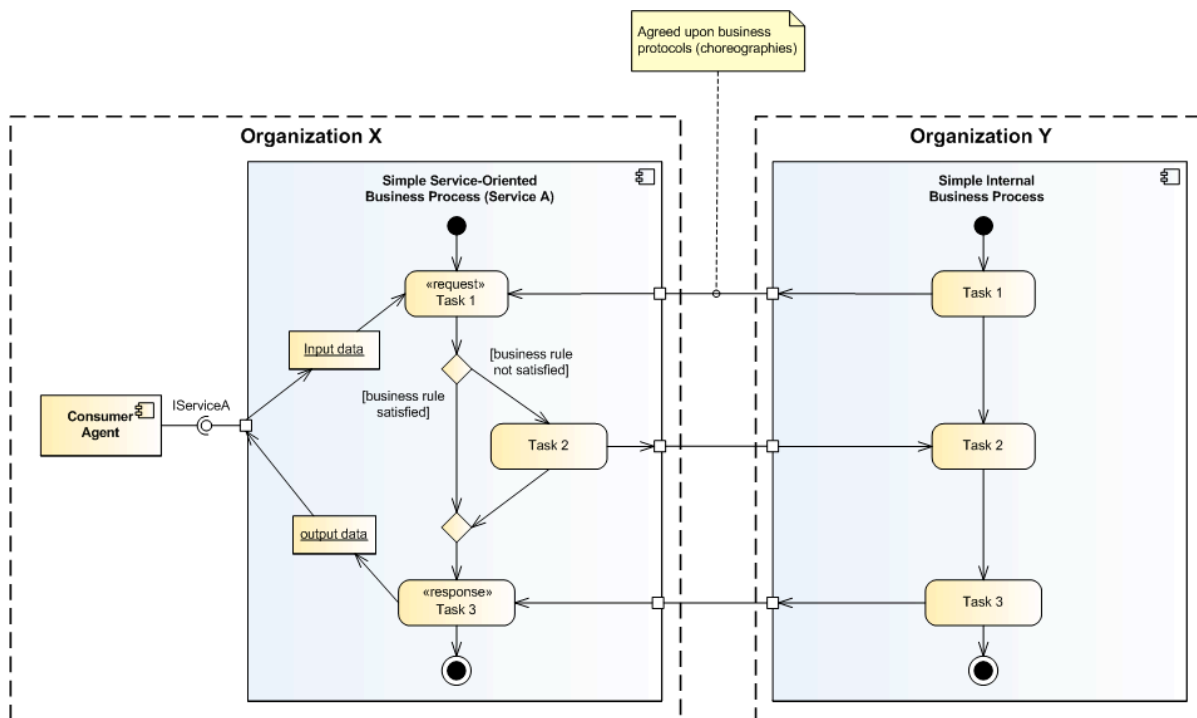 Agreed upon business
protocols (choreographies)
Organization X
Organization Y
Simple Service-Oriented
Business Process (Service A)
Simple Internal
Business Process
«request»
Task 1
Task 1
Input data
[business rule
not satisfied]
[business rule
satisfied]
IServiceA
Consumer
Agent
Task 2
Task 2
output data
«response»
Task 3
Task 3